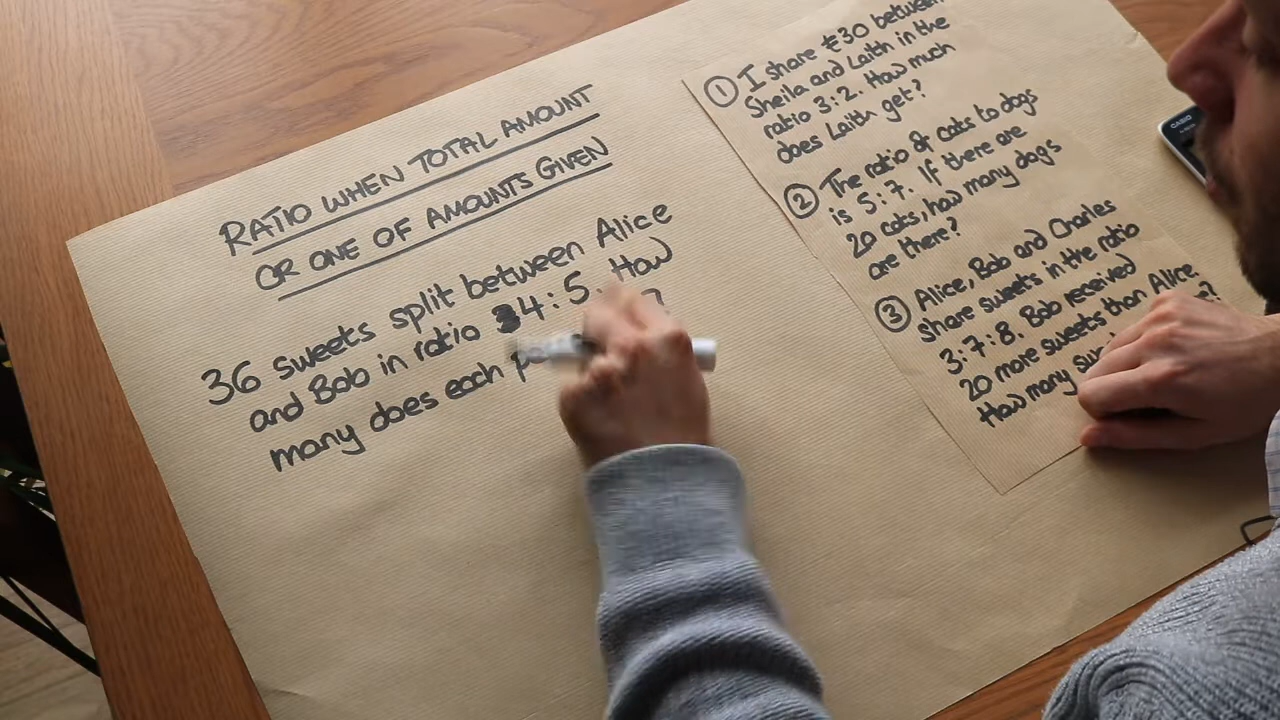 RATIO WHEN TOTAL AMOUNT
OR ONE OF AMOUNTS GIVEN
36 sweets split between Alice
and Bob in ratio 4:5. How
many does each
① I share €30 between
Sheila and Laith in the
ratio 3:2. How much
does Laith get?
② The ratio of cats to dogs
is 5:7. If there are
20 cats, how many dogs
are there?
③ Alice, Bob and Charles
share sweets in the ratio
3:7:8. Bob received
20 more sweets than Alice.
How many
CASIO